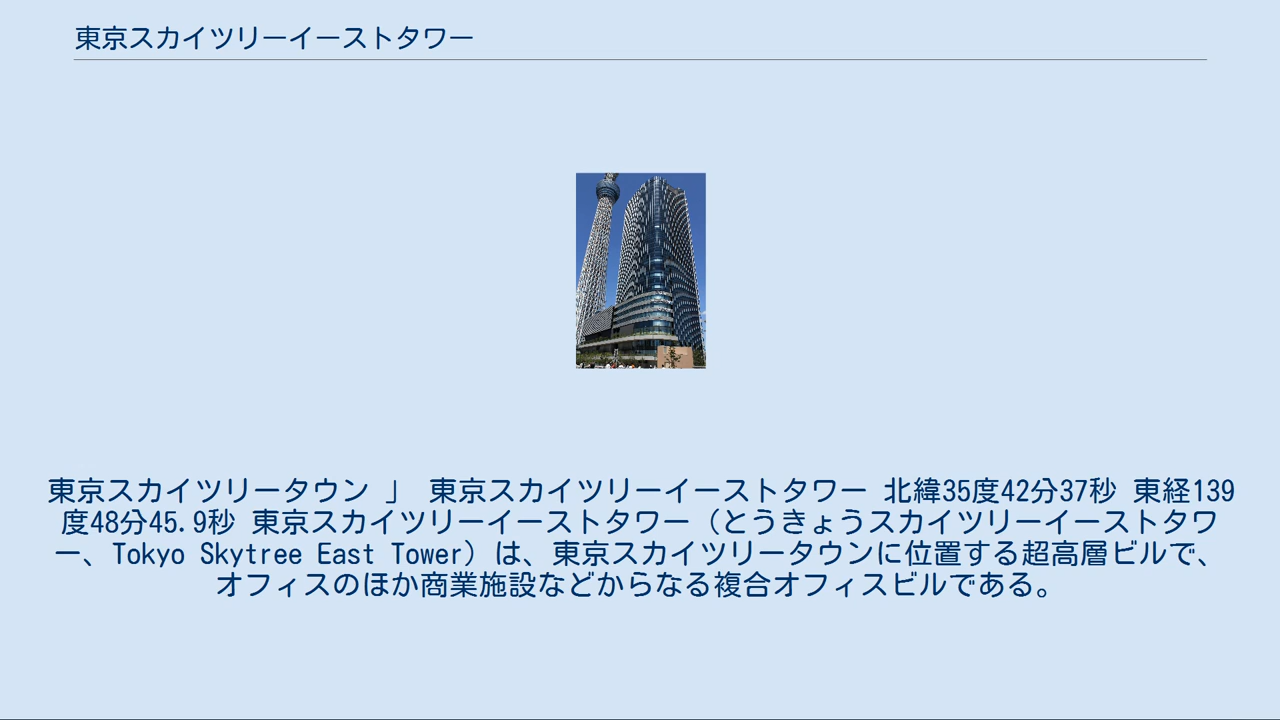 東京スカイツリーイーストタワー
東京スカイツリータウン 」 東京スカイツリーイーストタワー 北緯35度42分37秒 東経139
度48分45.9秒 東京スカイツリーイーストタワー（とうきょうスカイツリーイーストタワ
ー、Tokyo Skytree East Tower）は、東京スカイツリータウンに位置する超高層ビルで、
オフィスのほか商業施設などからなる複合オフィスビルである。